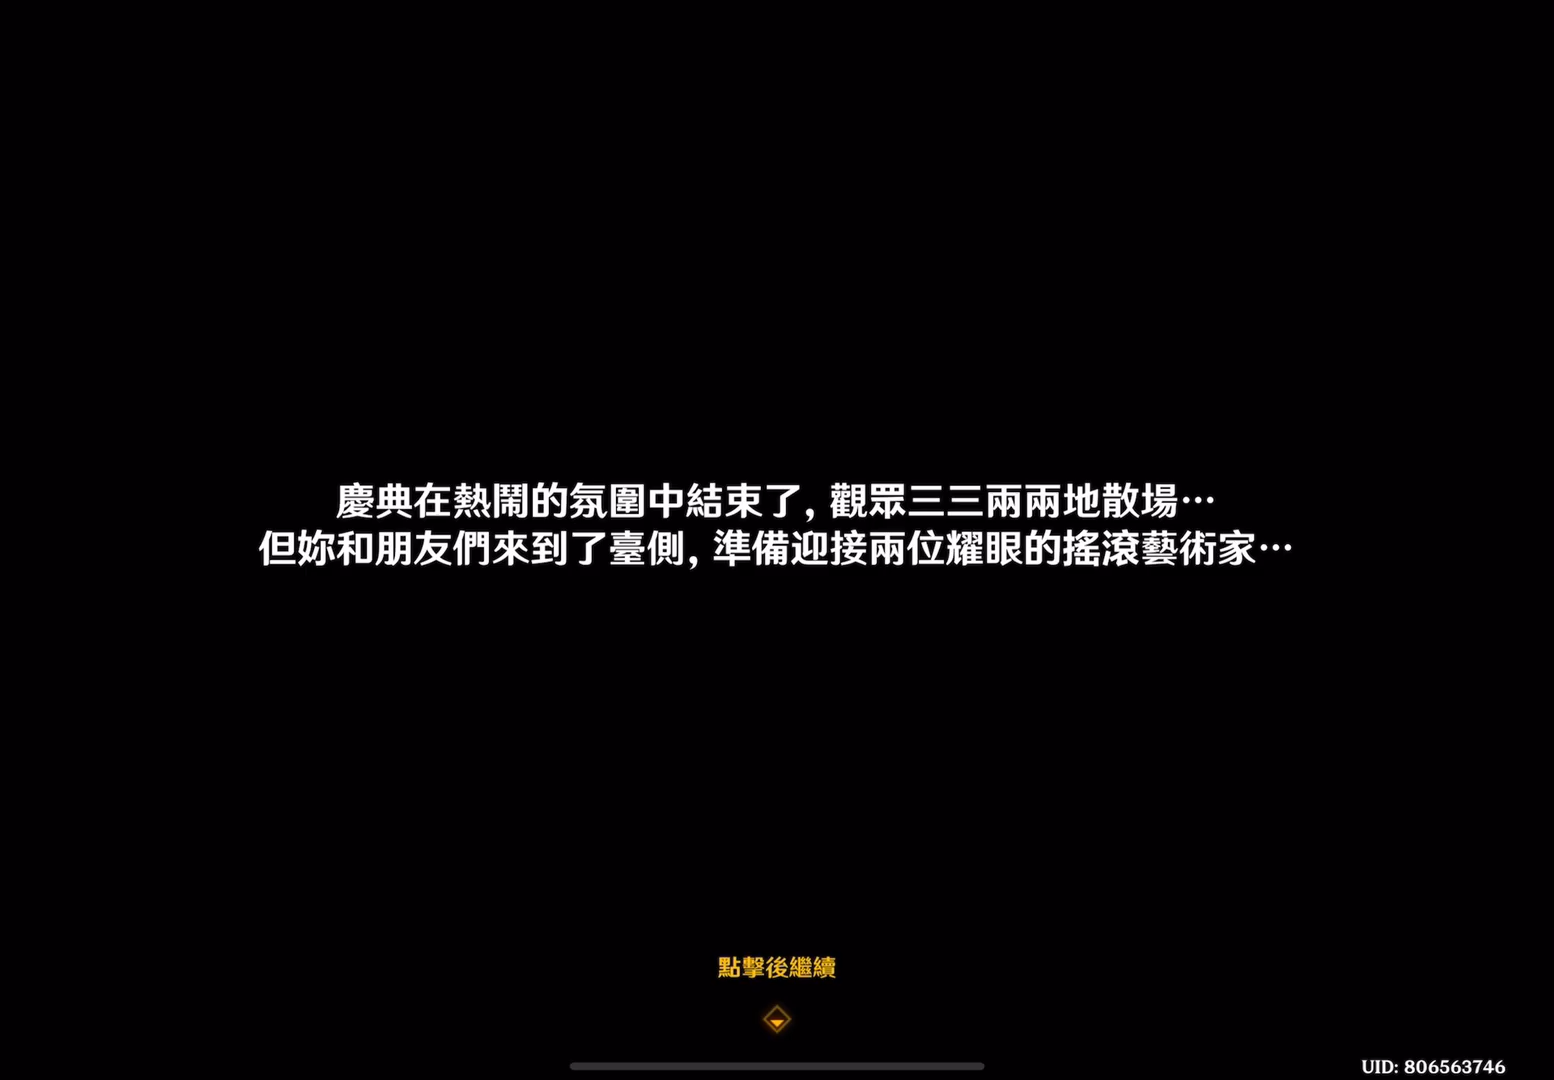 慶典在熱鬧的氛圍中結束了, 觀眾三三兩兩地散場…
但妳和朋友們來到了臺側, 準備迎接兩位耀眼的搖滾藝術家…
點擊後繼續
UID: 806563746